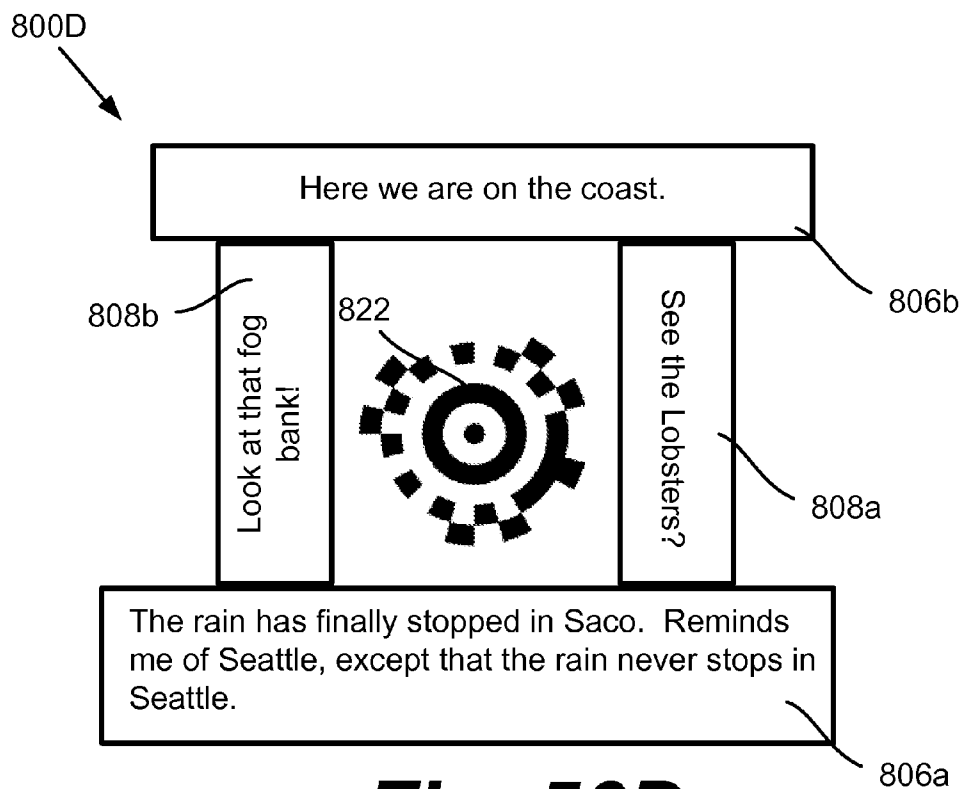 800D
Here we are on the coast.
806b
808b
Look at that fog
bank!
822
See the Lobsters?
808a
The rain has finally stopped in Saco.  Reminds
me of Seattle, except that the rain never stops in
Seattle.
806a